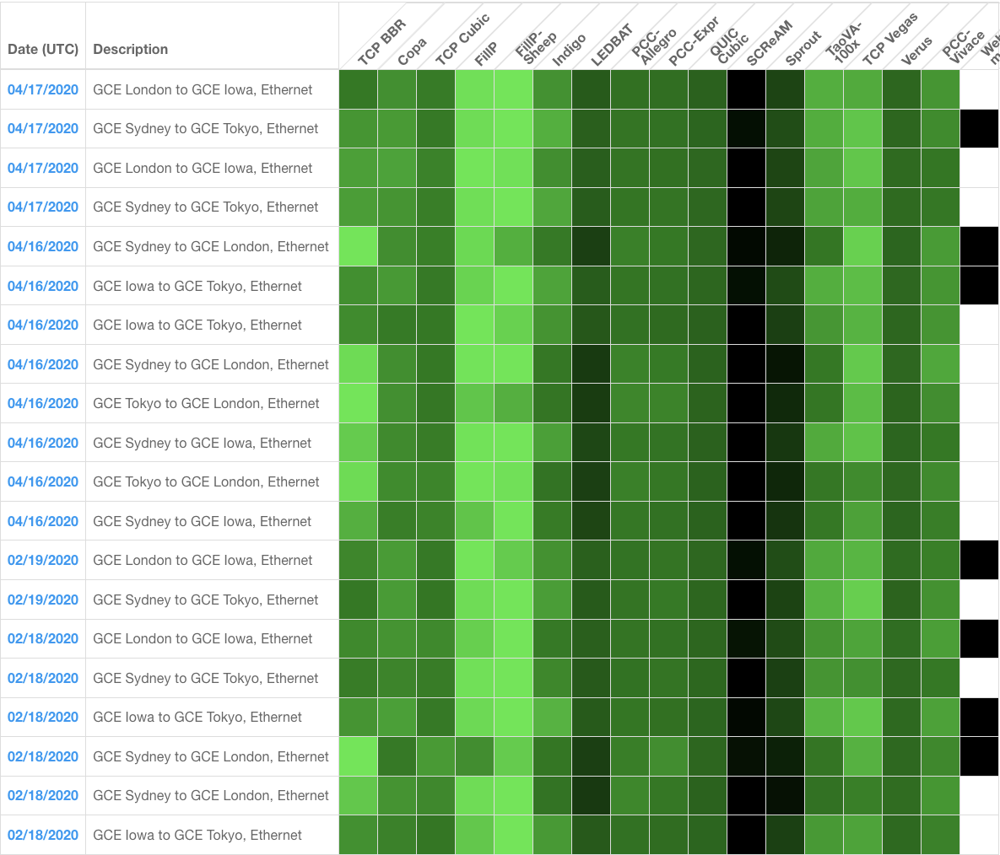 Date (UTC) Description TCP BBR Copa TCP Cubic FillP FillP-Sheep Indigo LEDBAT PCC-Allegro PCC-Expr QUIC Cubic SCReAM Sprout TaoVA-100x TCP Vegas Verus PCC-Vivace
04/17/2020 GCE London to GCE Iowa, Ethernet
04/17/2020 GCE Sydney to GCE Tokyo, Ethernet
04/17/2020 GCE London to GCE Iowa, Ethernet
04/17/2020 GCE Sydney to GCE Tokyo, Ethernet
04/16/2020 GCE Sydney to GCE London, Ethernet
04/16/2020 GCE Iowa to GCE Tokyo, Ethernet
04/16/2020 GCE Iowa to GCE Tokyo, Ethernet
04/16/2020 GCE Sydney to GCE London, Ethernet
04/16/2020 GCE Tokyo to GCE London, Ethernet
04/16/2020 GCE Sydney to GCE Iowa, Ethernet
04/16/2020 GCE Tokyo to GCE London, Ethernet
04/16/2020 GCE Sydney to GCE Iowa, Ethernet
02/19/2020 GCE London to GCE Iowa, Ethernet
02/19/2020 GCE Sydney to GCE Tokyo, Ethernet
02/18/2020 GCE London to GCE Iowa, Ethernet
02/18/2020 GCE Sydney to GCE Tokyo, Ethernet
02/18/2020 GCE Iowa to GCE Tokyo, Ethernet
02/18/2020 GCE Sydney to GCE London, Ethernet
02/18/2020 GCE Sydney to GCE London, Ethernet
02/18/2020 GCE Iowa to GCE Tokyo, Ethernet